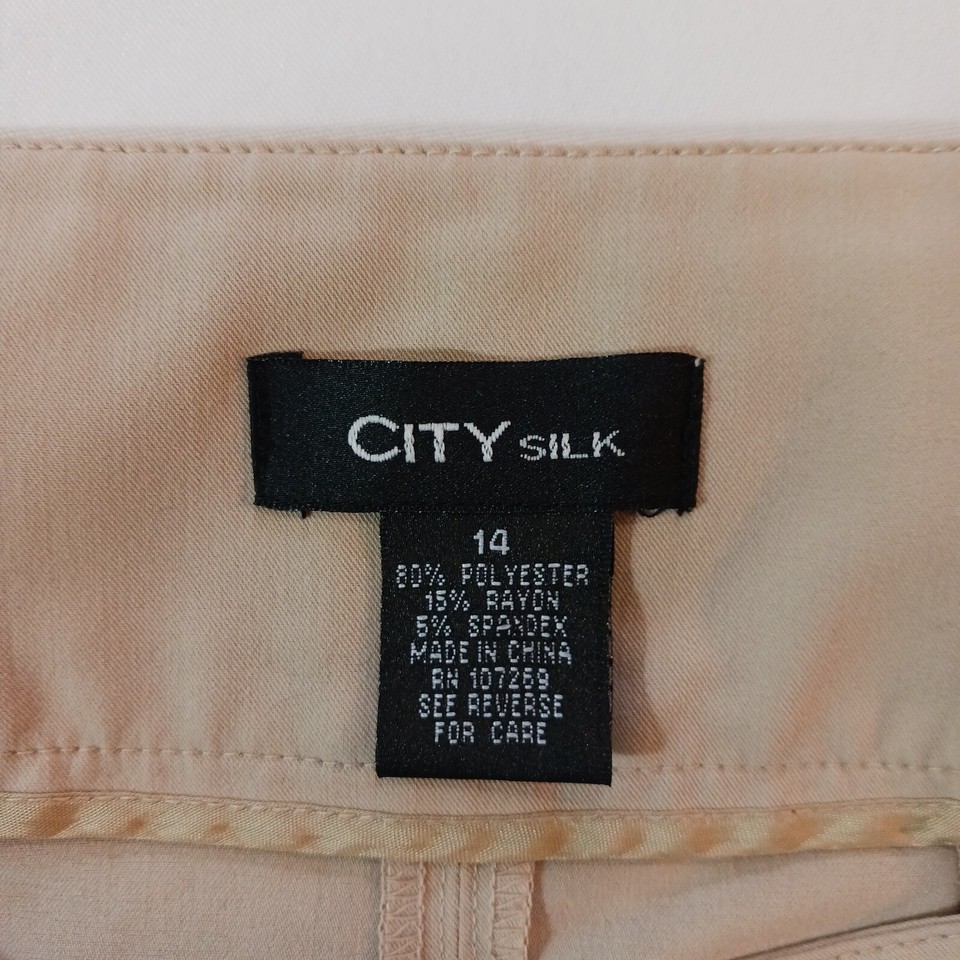 CITY SILK
14
80% POLYESTER
15% RAYON
5% SPANDEX
MADE IN CHINA
RN 107269
SEE REVERSE
FOR CARE